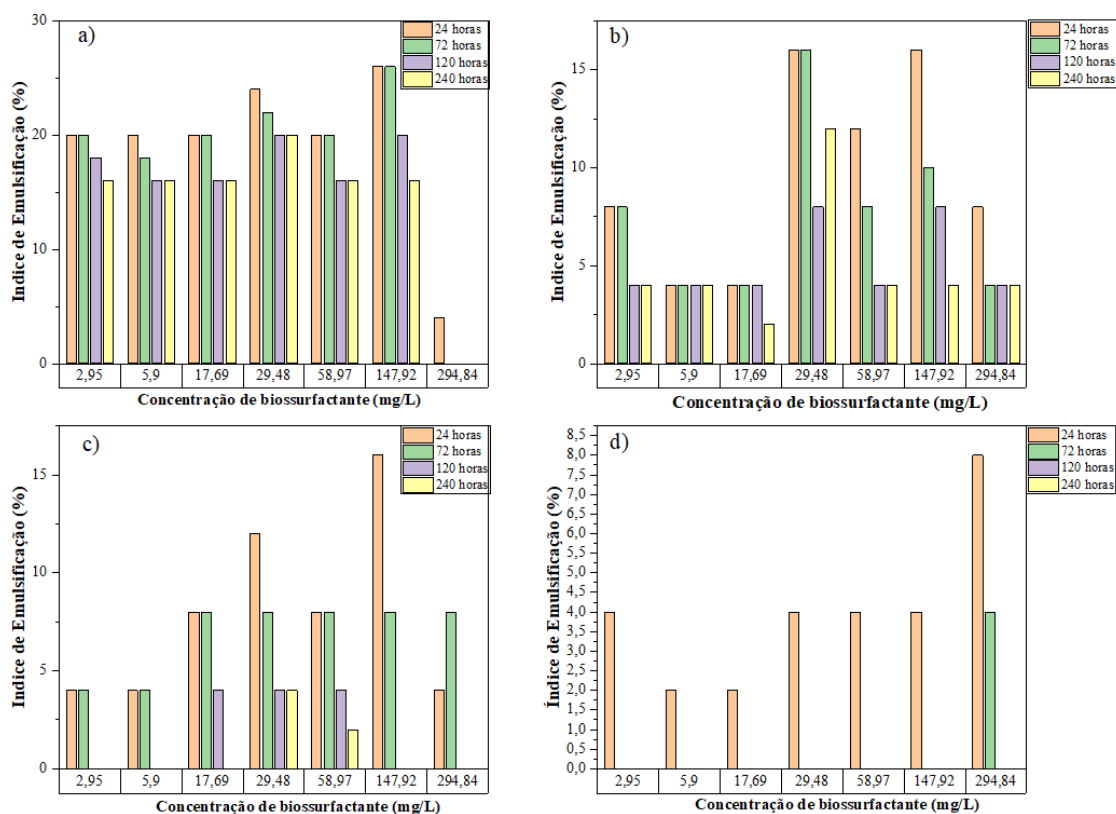 a)
24 horas
72 horas
120 horas
240 horas
Indice de Emulsificação (%)
30
20
10
0
2,95 5,9 17,69 29,48 58,97 147,92 294,84
Concentração de biossurfactante (mg/L)
b)
24 horas
72 horas
120 horas
240 horas
Indice de Emulsificação (%)
15
10
5
0
2,95 5,9 17,69 29,48 58,97 147,92 294,84
Concentração de biossurfactante (mg/L)
c)
24 horas
72 horas
120 horas
240 horas
Indice de Emulsificação (%)
15
10
5
0
2,95 5,9 17,69 29,48 58,97 147,92 294,84
Concentração de biossurfactante (mg/L)
d)
24 horas
72 horas
120 horas
240 horas
Índice de Emulsificação (%)
8,5
8,0
7,5
7,0
6,5
6,0
5,5
5,0
4,5
4,0
3,5
3,0
2,5
2,0
1,5
1,0
0,5
0,0
2,95 5,9 17,69 29,48 58,97 147,92 294,84
Concentração de biossurfactante (mg/L)